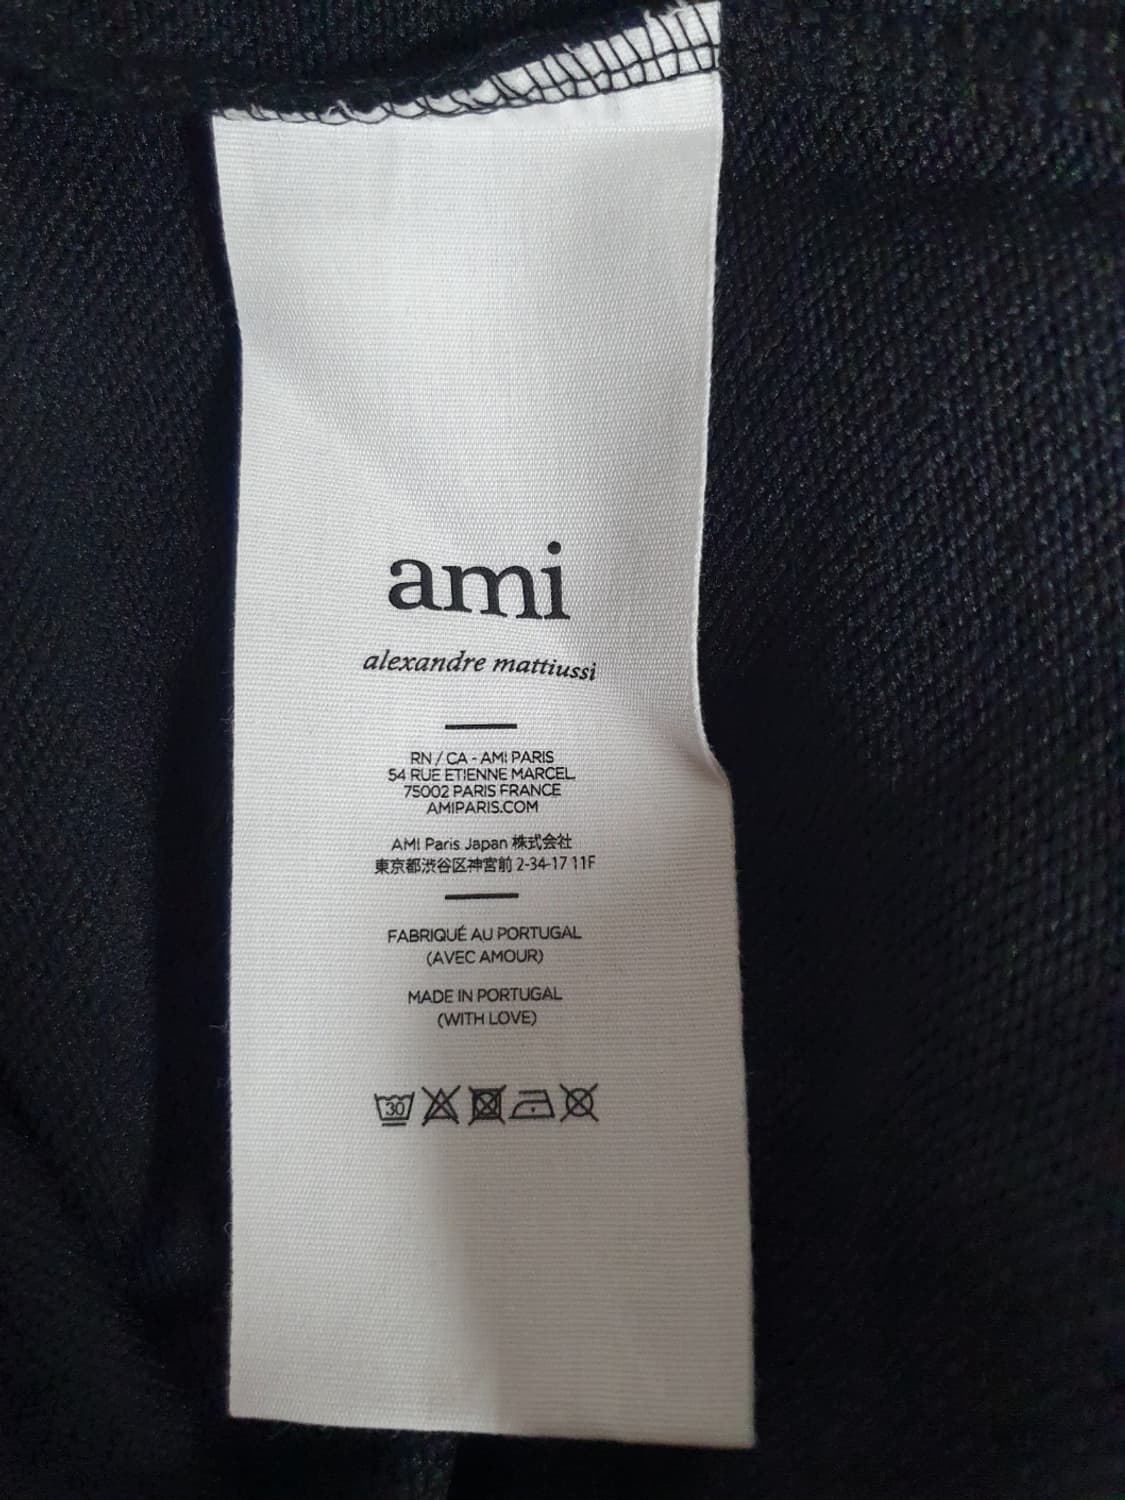 ami
alexandre mattiussi
RN / CA - AMI PARIS
54 RUE ETIENNE MARCEL
75002 PARIS FRANCE
AMIPARIS.COM
AMI Paris Japan 株式会社
東京都渋谷区神宮前 2-34-17 11F
FABRIQUÉ AU PORTUGAL
(AVEC AMOUR)
MADE IN PORTUGAL
(WITH LOVE)
30